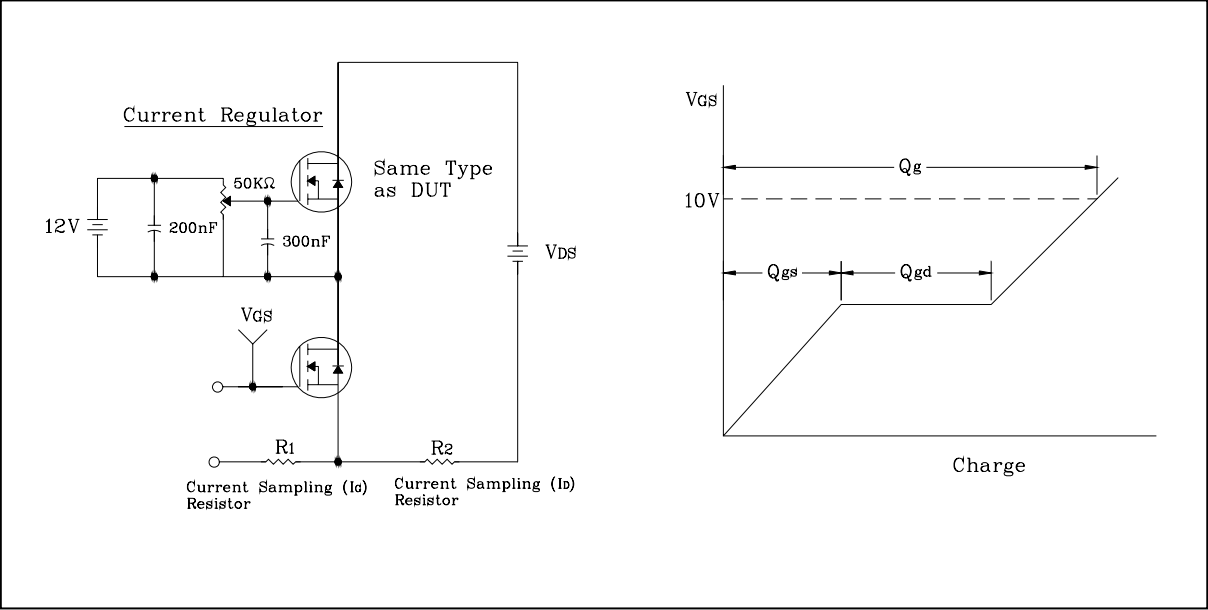 Current Regulator
Same Type
as DUT
50KΩ
12V
200nF
300nF
VDS
VGS
R1
R2
Current Sampling (IG)
Resistor
Current Sampling (ID)
Resistor
VGS
Qg
10V
Qgs
Qgd
Charge